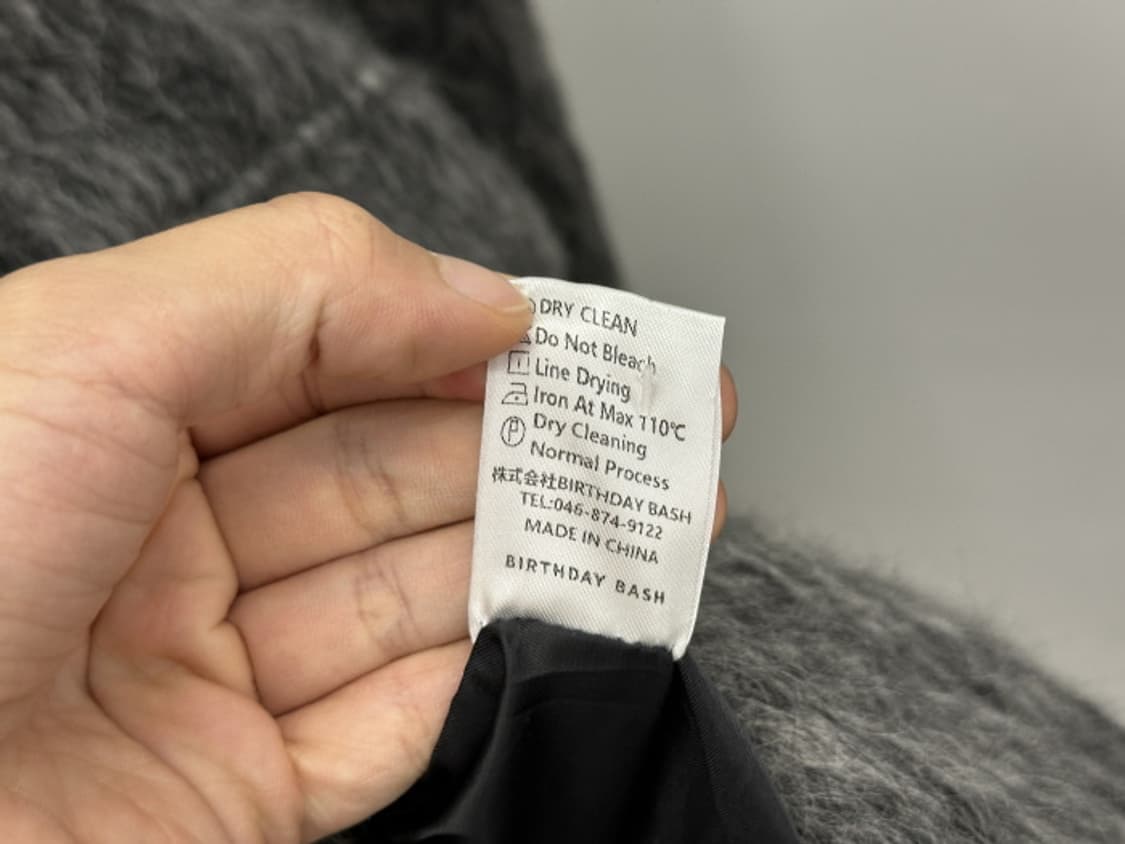 DRY CLEAN
Do Not Bleach
Line Drying
Iron At Max 110℃
Dry Cleaning
Normal Process
株式会社BIRTHDAY BASH
TEL:046-874-9122
MADE IN CHINA
BIRTHDAY BASH